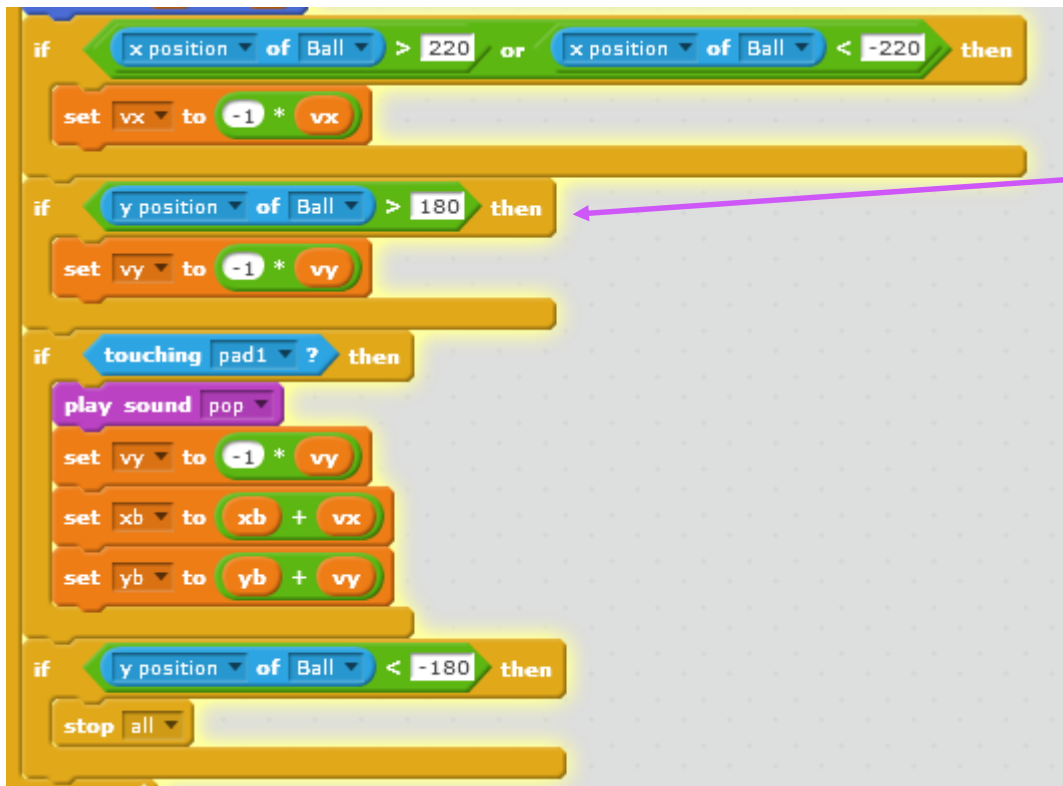 if x position of Ball > 220 or x position of Ball < -220 then
set vx to -1 * vx
if y position of Ball > 180 then
set vy to -1 * vy
if touching pad1 ? then
play sound pop
set vy to -1 * vy
set xb to xb + vx
set yb to yb + vy
if y position of Ball < -180 then
stop all